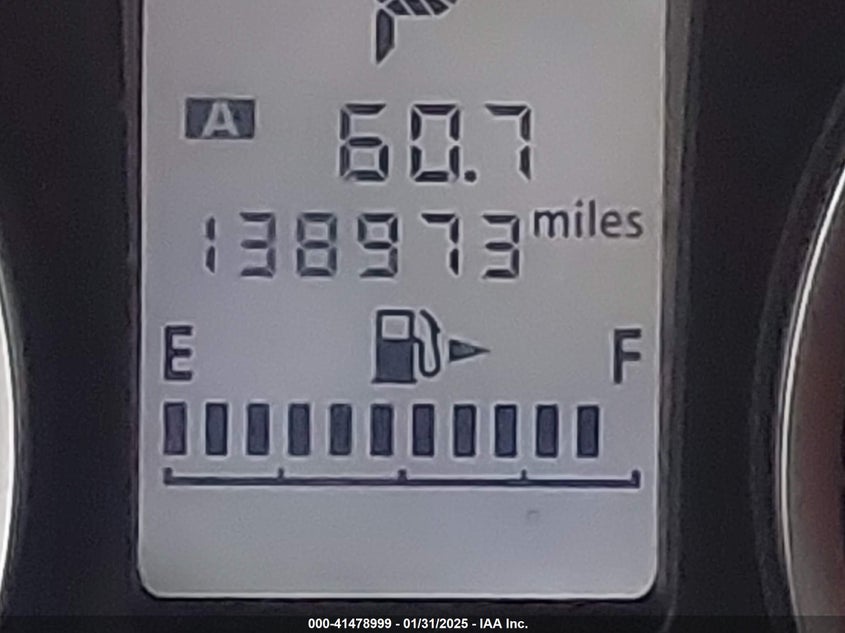 P
A 60.7
138973 miles
E F
000-41478999 - 01/31/2025 - IAA Inc.